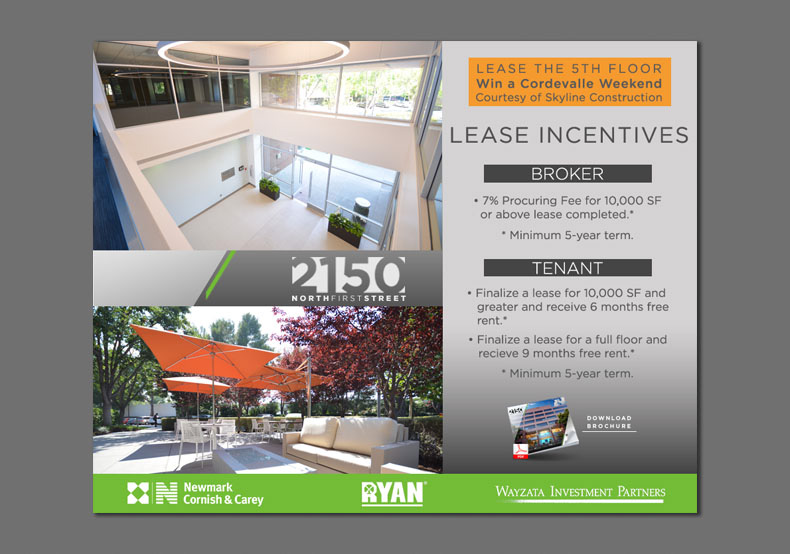 LEASE THE 5TH FLOOR
Win a Cordevalle Weekend
Courtesy of Skyline Construction
LEASE INCENTIVES
BROKER
• 7% Procuring Fee for 10,000 SF
or above lease completed.*
* Minimum 5-year term.
TENANT
• Finalize a lease for 10,000 SF and
greater and receive 6 months free
rent.*
• Finalize a lease for a full floor and
recieve 9 months free rent.*
* Minimum 5-year term.
2150
NORTHFIRSTSTREET
DOWNLOAD
BROCHURE
PDF
Newmark
Cornish & Carey
RYAN
WAYZATA INVESTMENT PARTNERS